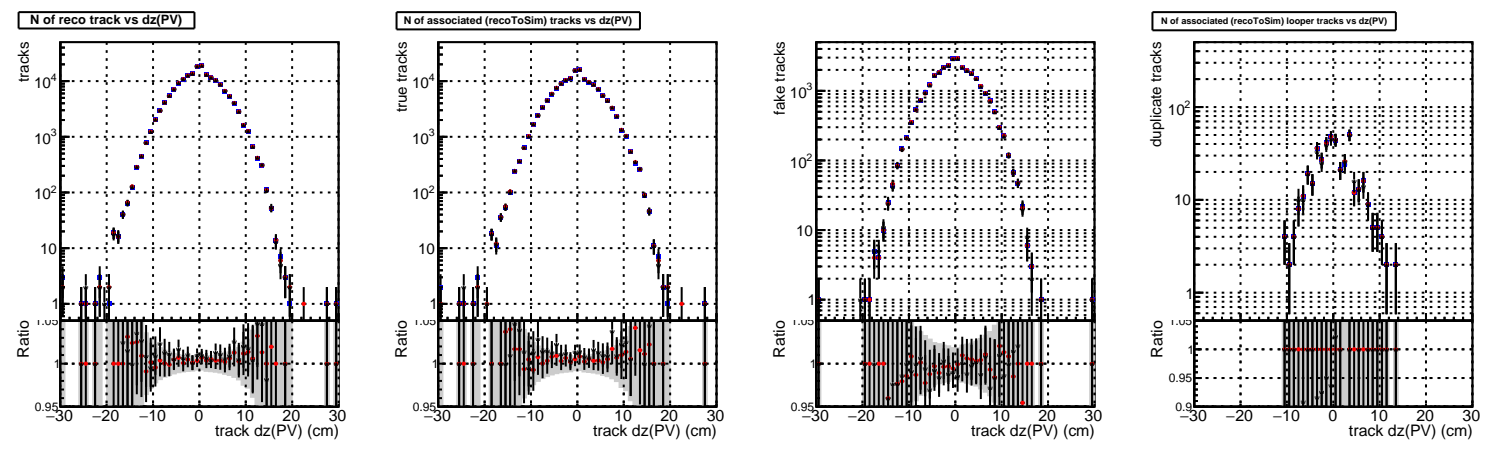 N of reco track vs dz(PV)
tracks
10^4
10^3
10^2
10
1
Ratio
1.05
1
0.95
−30 −20 −10 0 10 20 30
track dz(PV) (cm)
N of associated (recoToSim) tracks vs dz(PV)
true tracks
10^4
10^3
10^2
10
1
Ratio
1.05
1
0.95
−30 −20 −10 0 10 20 30
track dz(PV) (cm)
fake tracks
10^3
10^2
10
1
Ratio
1.05
1
0.95
−30 −20 −10 0 10 20 30
track dz(PV) (cm)
N of associated (recoToSim) looper tracks vs dz(PV)
duplicate tracks
10^2
10
1
Ratio
1.05
1
0.95
0.9
−30 −20 −10 0 10 20 30
track dz(PV) (cm)